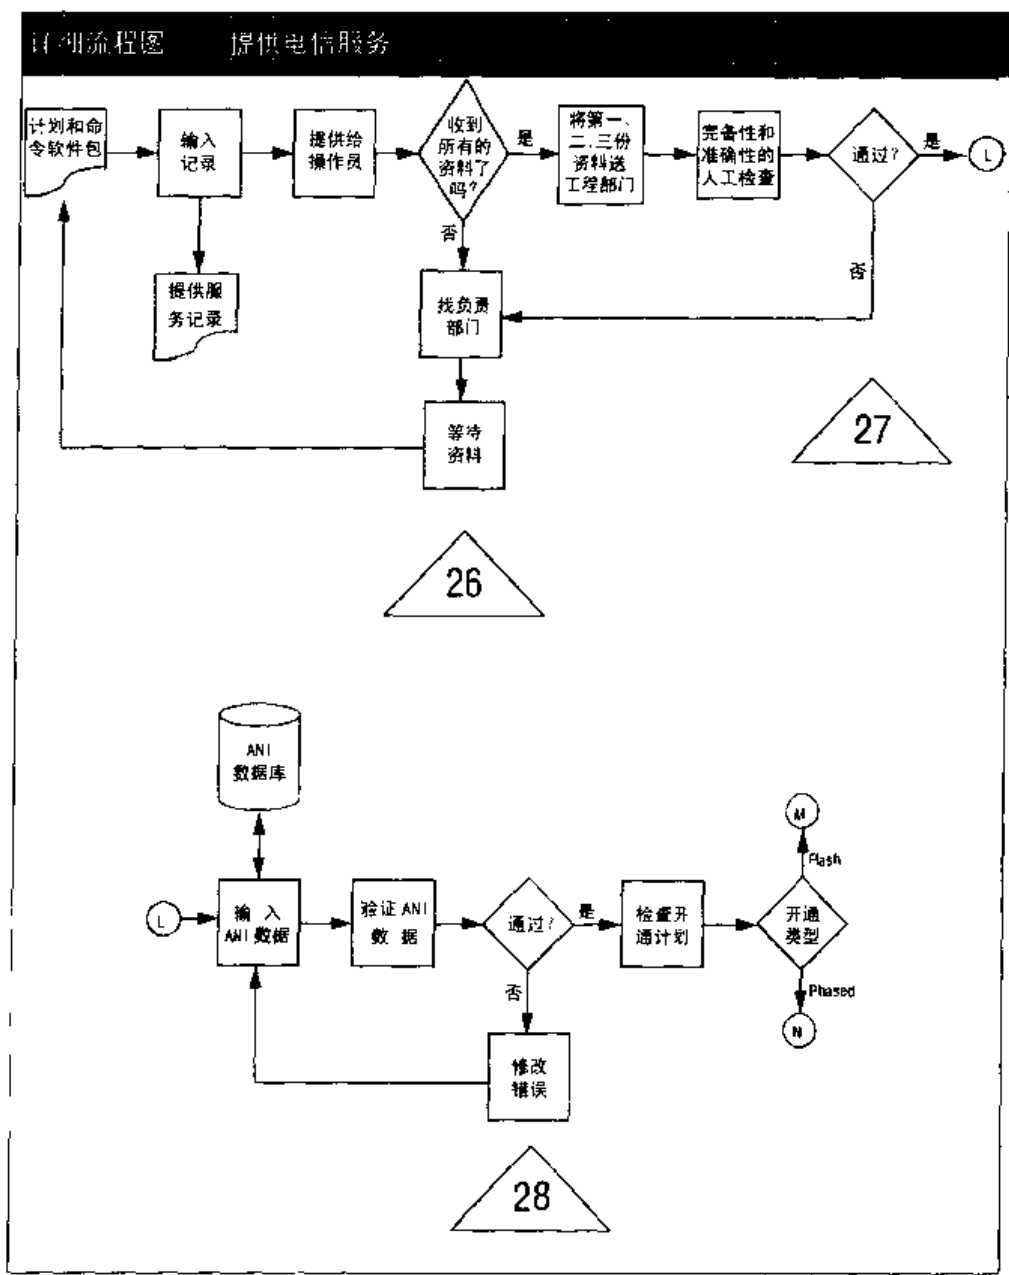 详细流程图 提供电信服务
计划和命
令软件包
输入
记录
提供给
操作员
收到
所有的
资料了
吗?
是
将第一、
二、三份
资料送
工程部门
完备性和
准确性的
人工检查
通过?
是
L
否
否
提供服
务记录
找负责
部门
等待
资料
27
26
ANI
数据库
M
Flash
L
输 入
ANI数据
验证ANI
数 据
通过?
是
检查开
通计划
开通
类型
否
Phased
N
修改
错误
28